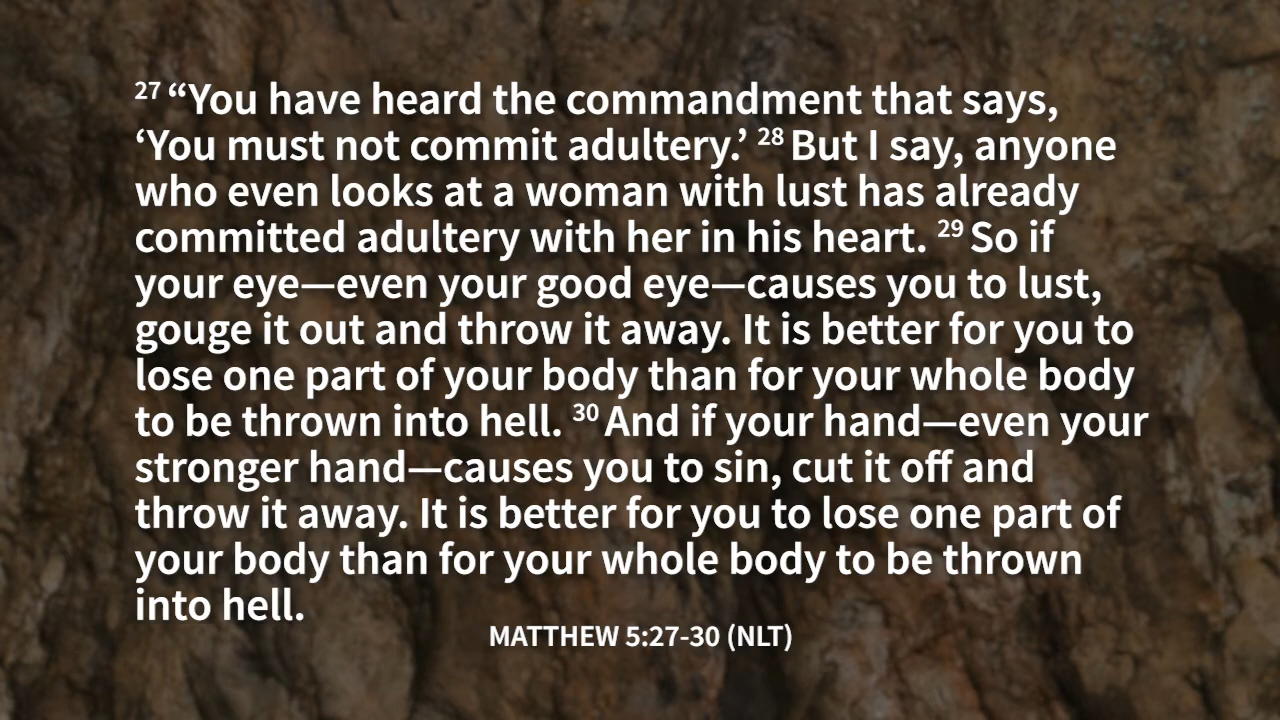 27 “You have heard the commandment that says,
‘You must not commit adultery.’ 28 But I say, anyone
who even looks at a woman with lust has already
committed adultery with her in his heart. 29 So if
your eye—even your good eye—causes you to lust,
gouge it out and throw it away. It is better for you to
lose one part of your body than for your whole body
to be thrown into hell. 30 And if your hand—even your
stronger hand—causes you to sin, cut it off and
throw it away. It is better for you to lose one part of
your body than for your whole body to be thrown
into hell.
MATTHEW 5:27-30 (NLT)